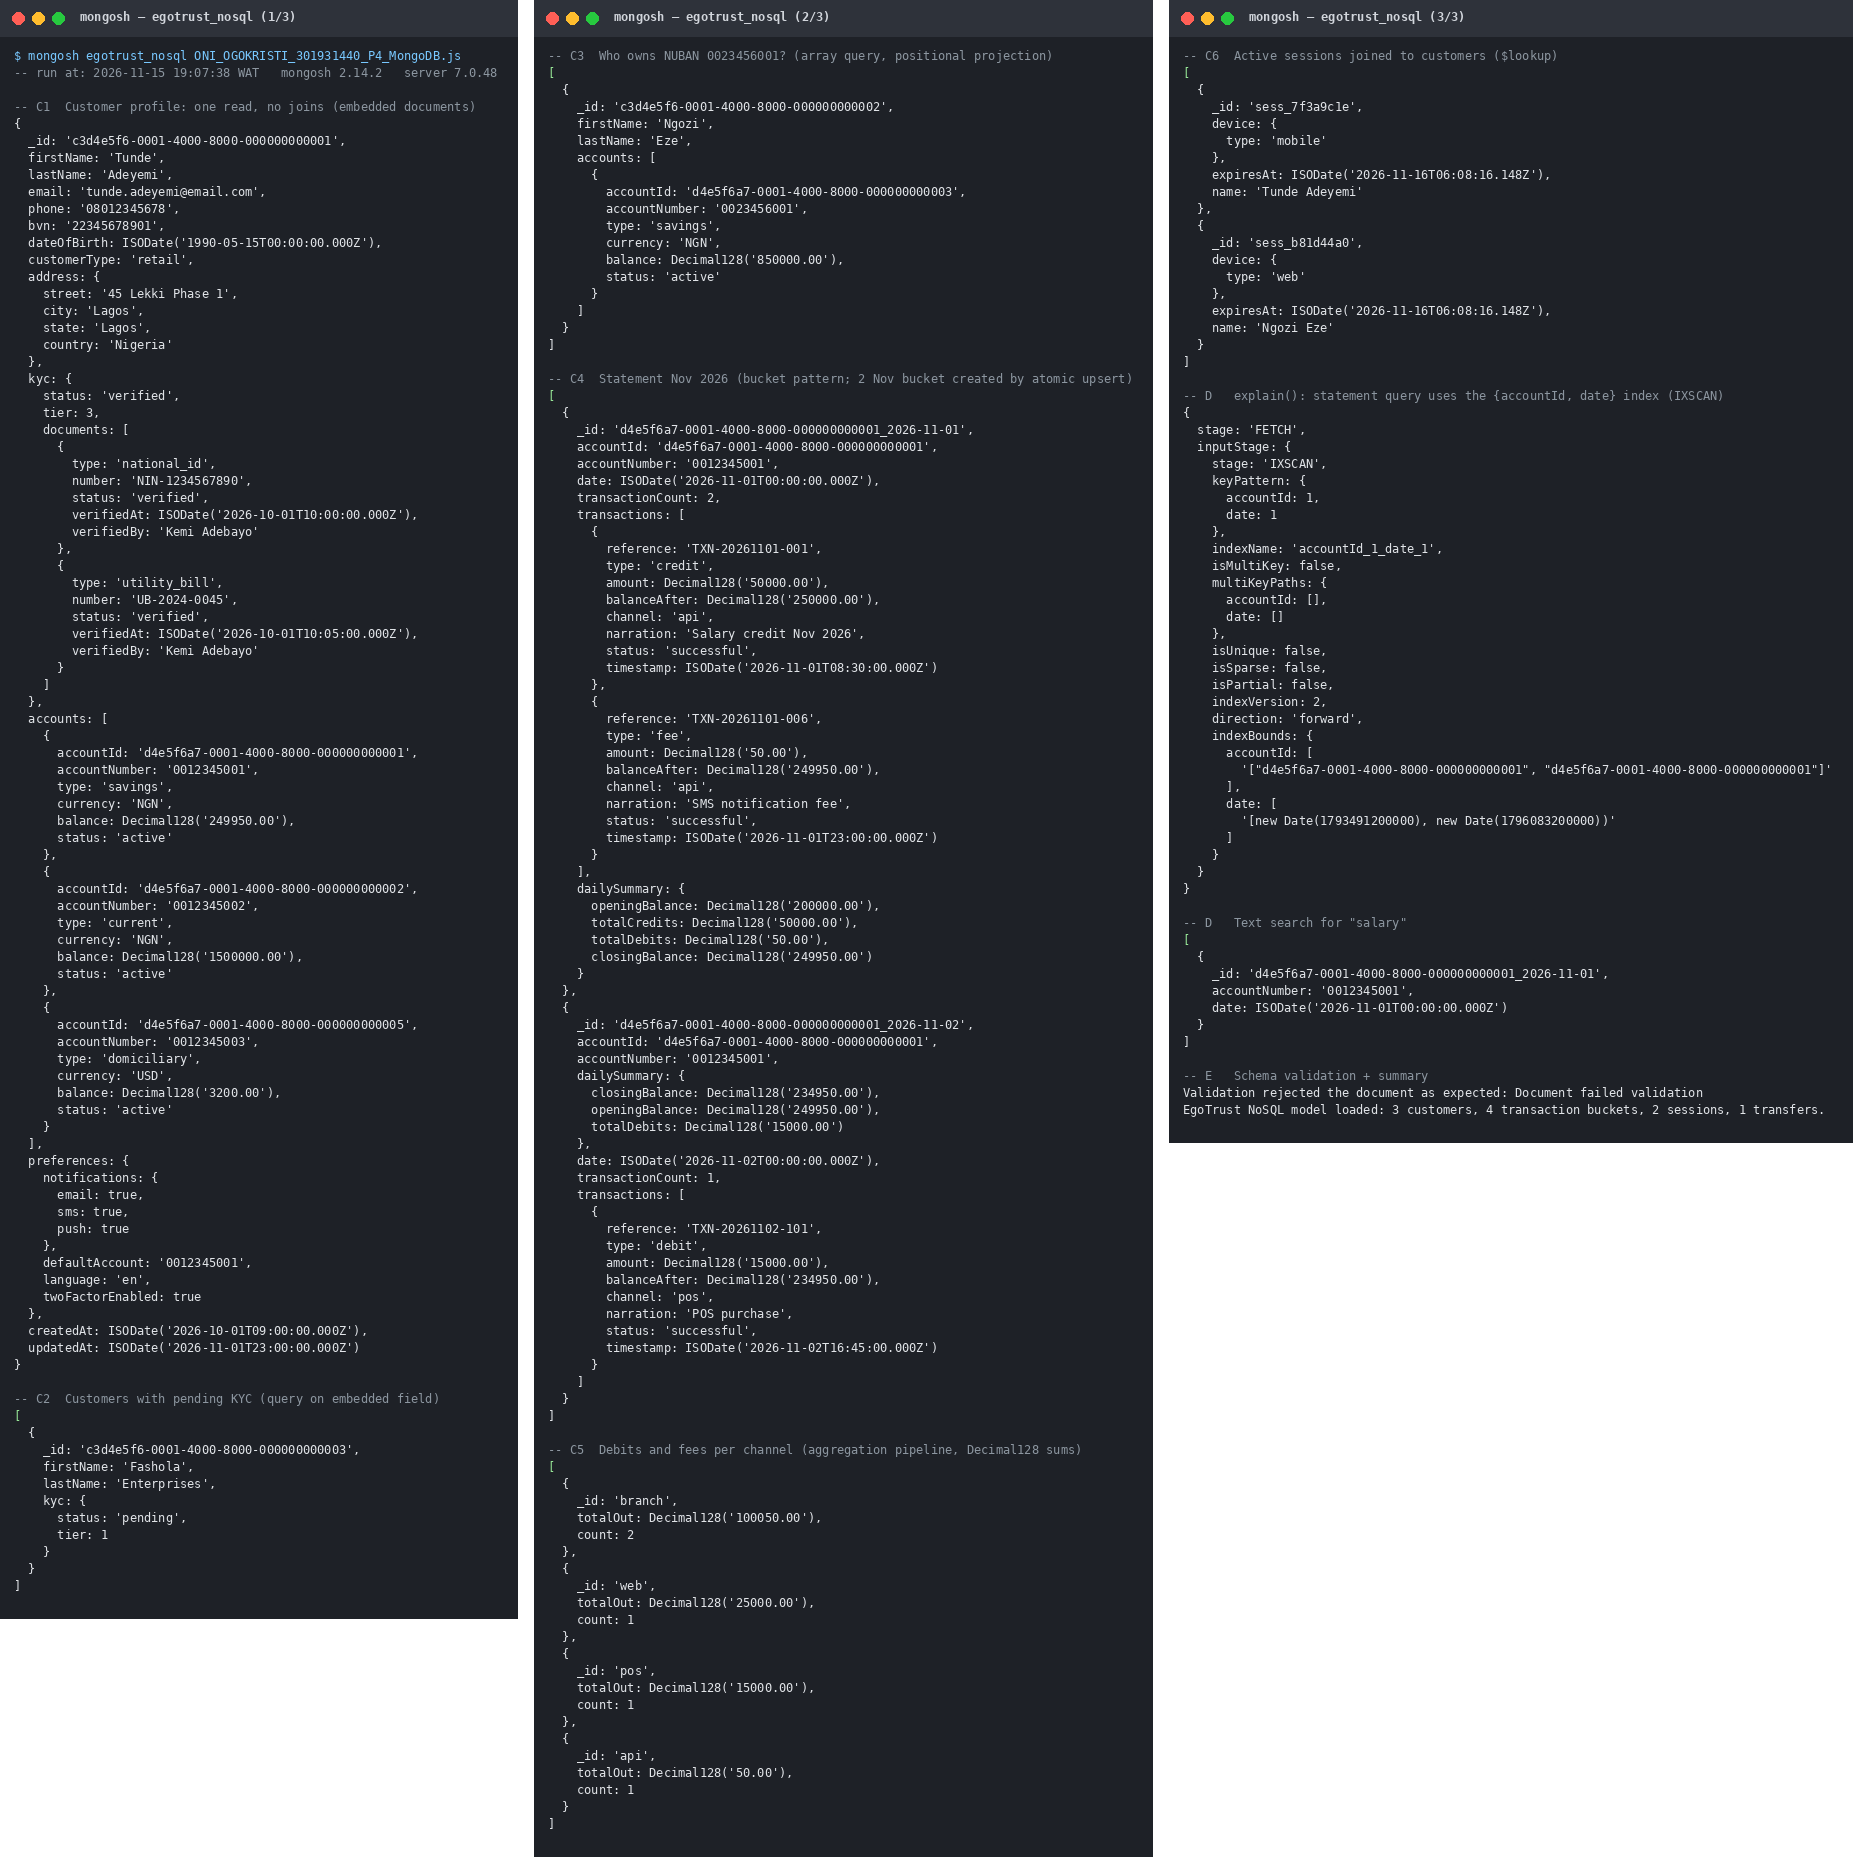 mongosh — egotrust_nosql (1/3)
$ mongosh egotrust_nosql ONI_OGOKRISTI_301931440_P4_MongoDB.js
-- run at: 2026-11-15 19:07:38 WAT   mongosh 2.14.2   server 7.0.48
-- C1  Customer profile: one read, no joins (embedded documents)
{
  _id: 'c3d4e5f6-0001-4000-8000-000000000001',
  firstName: 'Tunde',
  lastName: 'Adeyemi',
  email: 'tunde.adeyemi@email.com',
  phone: '08012345678',
  bvn: '22345678901',
  dateOfBirth: ISODate('1990-05-15T00:00:00.000Z'),
  customerType: 'retail',
  address: {
    street: '45 Lekki Phase 1',
    city: 'Lagos',
    state: 'Lagos',
    country: 'Nigeria'
  },
  kyc: {
    status: 'verified',
    tier: 3,
    documents: [
      {
        type: 'national_id',
        number: 'NIN-1234567890',
        status: 'verified',
        verifiedAt: ISODate('2026-10-01T10:00:00.000Z'),
        verifiedBy: 'Kemi Adebayo'
      },
      {
        type: 'utility_bill',
        number: 'UB-2024-0045',
        status: 'verified',
        verifiedAt: ISODate('2026-10-01T10:05:00.000Z'),
        verifiedBy: 'Kemi Adebayo'
      }
    ]
  },
  accounts: [
    {
      accountId: 'd4e5f6a7-0001-4000-8000-000000000001',
      accountNumber: '0012345001',
      type: 'savings',
      currency: 'NGN',
      balance: Decimal128('249950.00'),
      status: 'active'
    },
    {
      accountId: 'd4e5f6a7-0001-4000-8000-000000000002',
      accountNumber: '0012345002',
      type: 'current',
      currency: 'NGN',
      balance: Decimal128('1500000.00'),
      status: 'active'
    },
    {
      accountId: 'd4e5f6a7-0001-4000-8000-000000000005',
      accountNumber: '0012345003',
      type: 'domiciliary',
      currency: 'USD',
      balance: Decimal128('3200.00'),
      status: 'active'
    }
  ],
  preferences: {
    notifications: {
      email: true,
      sms: true,
      push: true
    },
    defaultAccount: '0012345001',
    language: 'en',
    twoFactorEnabled: true
  },
  createdAt: ISODate('2026-10-01T09:00:00.000Z'),
  updatedAt: ISODate('2026-11-01T23:00:00.000Z')
}
-- C2  Customers with pending KYC (query on embedded field)
[
  {
    _id: 'c3d4e5f6-0001-4000-8000-000000000003',
    firstName: 'Fashola',
    lastName: 'Enterprises',
    kyc: {
      status: 'pending',
      tier: 1
    }
  }
]
mongosh — egotrust_nosql (2/3)
-- C3  Who owns NUBAN 0023456001? (array query, positional projection)
[
  {
    _id: 'c3d4e5f6-0001-4000-8000-000000000002',
    firstName: 'Ngozi',
    lastName: 'Eze',
    accounts: [
      {
        accountId: 'd4e5f6a7-0001-4000-8000-000000000003',
        accountNumber: '0023456001',
        type: 'savings',
        currency: 'NGN',
        balance: Decimal128('850000.00'),
        status: 'active'
      }
    ]
  }
]
-- C4  Statement Nov 2026 (bucket pattern; 2 Nov bucket created by atomic upsert)
[
  {
    _id: 'd4e5f6a7-0001-4000-8000-000000000001_2026-11-01',
    accountId: 'd4e5f6a7-0001-4000-8000-000000000001',
    accountNumber: '0012345001',
    date: ISODate('2026-11-01T00:00:00.000Z'),
    transactionCount: 2,
    transactions: [
      {
        reference: 'TXN-20261101-001',
        type: 'credit',
        amount: Decimal128('50000.00'),
        balanceAfter: Decimal128('250000.00'),
        channel: 'api',
        narration: 'Salary credit Nov 2026',
        status: 'successful',
        timestamp: ISODate('2026-11-01T08:30:00.000Z')
      },
      {
        reference: 'TXN-20261101-006',
        type: 'fee',
        amount: Decimal128('50.00'),
        balanceAfter: Decimal128('249950.00'),
        channel: 'api',
        narration: 'SMS notification fee',
        status: 'successful',
        timestamp: ISODate('2026-11-01T23:00:00.000Z')
      }
    ],
    dailySummary: {
      openingBalance: Decimal128('200000.00'),
      totalCredits: Decimal128('50000.00'),
      totalDebits: Decimal128('50.00'),
      closingBalance: Decimal128('249950.00')
    }
  },
  {
    _id: 'd4e5f6a7-0001-4000-8000-000000000001_2026-11-02',
    accountId: 'd4e5f6a7-0001-4000-8000-000000000001',
    accountNumber: '0012345001',
    dailySummary: {
      closingBalance: Decimal128('234950.00'),
      openingBalance: Decimal128('249950.00'),
      totalDebits: Decimal128('15000.00')
    },
    date: ISODate('2026-11-02T00:00:00.000Z'),
    transactionCount: 1,
    transactions: [
      {
        reference: 'TXN-20261102-101',
        type: 'debit',
        amount: Decimal128('15000.00'),
        balanceAfter: Decimal128('234950.00'),
        channel: 'pos',
        narration: 'POS purchase',
        status: 'successful',
        timestamp: ISODate('2026-11-02T16:45:00.000Z')
      }
    ]
  }
]
-- C5  Debits and fees per channel (aggregation pipeline, Decimal128 sums)
[
  {
    _id: 'branch',
    totalOut: Decimal128('100050.00'),
    count: 2
  },
  {
    _id: 'web',
    totalOut: Decimal128('25000.00'),
    count: 1
  },
  {
    _id: 'pos',
    totalOut: Decimal128('15000.00'),
    count: 1
  },
  {
    _id: 'api',
    totalOut: Decimal128('50.00'),
    count: 1
  }
]
mongosh — egotrust_nosql (3/3)
-- C6  Active sessions joined to customers ($lookup)
[
  {
    _id: 'sess_7f3a9c1e',
    device: {
      type: 'mobile'
    },
    expiresAt: ISODate('2026-11-16T06:08:16.148Z'),
    name: 'Tunde Adeyemi'
  },
  {
    _id: 'sess_b81d44a0',
    device: {
      type: 'web'
    },
    expiresAt: ISODate('2026-11-16T06:08:16.148Z'),
    name: 'Ngozi Eze'
  }
]
-- D   explain(): statement query uses the {accountId, date} index (IXSCAN)
{
  stage: 'FETCH',
  inputStage: {
    stage: 'IXSCAN',
    keyPattern: {
      accountId: 1,
      date: 1
    },
    indexName: 'accountId_1_date_1',
    isMultiKey: false,
    multiKeyPaths: {
      accountId: [],
      date: []
    },
    isUnique: false,
    isSparse: false,
    isPartial: false,
    indexVersion: 2,
    direction: 'forward',
    indexBounds: {
      accountId: [
        '["d4e5f6a7-0001-4000-8000-000000000001", "d4e5f6a7-0001-4000-8000-000000000001"]'
      ],
      date: [
        '[new Date(1793491200000), new Date(1796083200000))'
      ]
    }
  }
}
-- D   Text search for "salary"
[
  {
    _id: 'd4e5f6a7-0001-4000-8000-000000000001_2026-11-01',
    accountNumber: '0012345001',
    date: ISODate('2026-11-01T00:00:00.000Z')
  }
]
-- E   Schema validation + summary
Validation rejected the document as expected: Document failed validation
EgoTrust NoSQL model loaded: 3 customers, 4 transaction buckets, 2 sessions, 1 transfers.